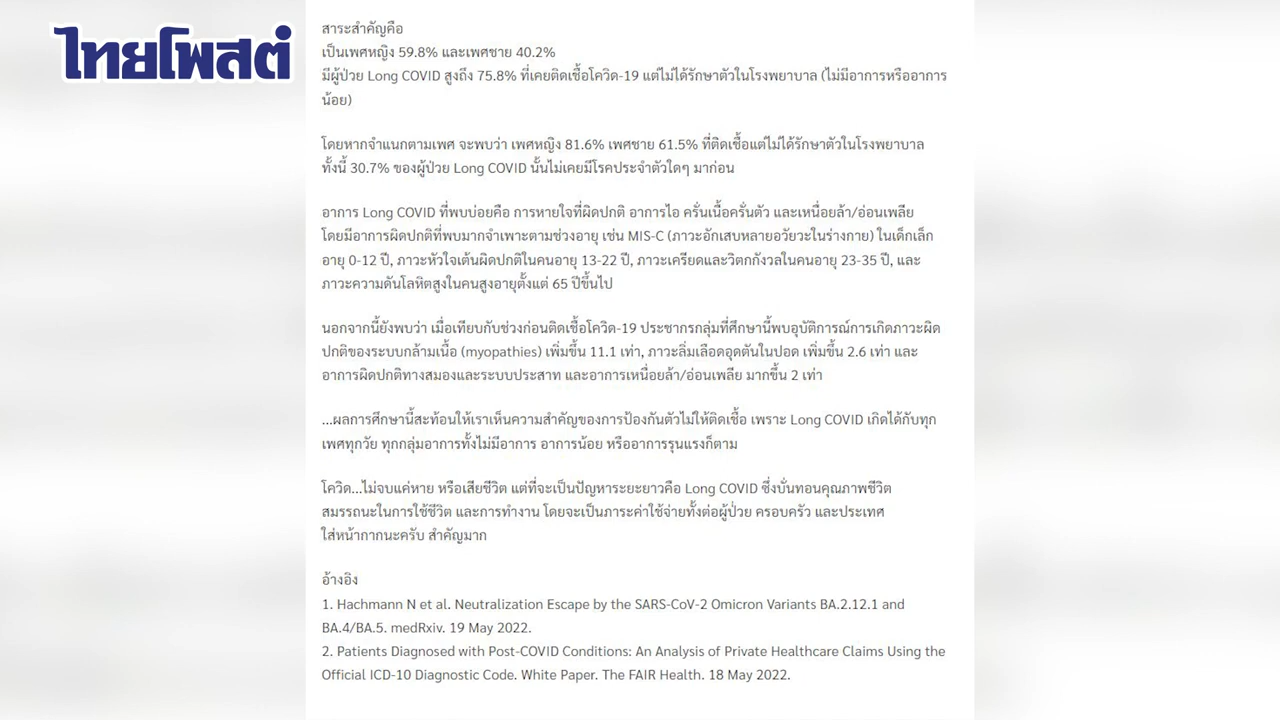 ไทยโพสต์
สาระสำคัญคือ
เป็นเพศหญิง 59.8% และเพศชาย 40.2%
มีผู้ป่วย Long COVID สูงถึง 75.8% ที่เคยติดเชื้อโควิด-19 แต่ไม่ได้รักษาตัวในโรงพยาบาล (ไม่มีอาการหรืออาการ
น้อย)
โดยหากจำแนกตามเพศ จะพบว่า เพศหญิง 81.6% เพศชาย 61.5% ที่ติดเชื้อแต่ไม่ได้รักษาตัวในโรงพยาบาล
ทั้งนี้ 30.7% ของผู้ป่วย Long COVID นั้นไม่เคยมีโรคประจำตัวใดๆ มาก่อน
อาการ Long COVID ที่พบบ่อยคือ การหายใจที่ผิดปกติ อาการไอ ครั่นเนื้อครั่นตัว และเหนื่อยล้า/อ่อนเพลีย
โดยมีอาการผิดปกติที่พบมากจำเพาะตามช่วงอายุ เช่น MIS-C (ภาวะอักเสบหลายอวัยวะในร่างกาย) ในเด็กเล็ก
อายุ 0-12 ปี, ภาวะหัวใจเต้นผิดปกติในคนอายุ 13-22 ปี, ภาวะเครียดและวิตกกังวลในคนอายุ 23-35 ปี, และ
ภาวะความดันโลหิตสูงในคนสูงอายุตั้งแต่ 65 ปีขึ้นไป
นอกจากนี้ยังพบว่า เมื่อเทียบกับช่วงก่อนติดเชื้อโควิด-19 ประชากรกลุ่มที่ศึกษานี้พบอุบัติการณ์การเกิดภาวะผิด
ปกติของระบบกล้ามเนื้อ (myopathies) เพิ่มขึ้น 11.1 เท่า, ภาวะลิ่มเลือดอุดตันในปอด เพิ่มขึ้น 2.6 เท่า และ
อาการผิดปกติทางสมองและระบบประสาท และอาการเหนื่อยล้า/อ่อนเพลีย มากขึ้น 2 เท่า
...ผลการศึกษานี้สะท้อนให้เราเห็นความสำคัญของการป้องกันตัวไม่ให้ติดเชื้อ เพราะ Long COVID เกิดได้กับทุก
เพศทุกวัย ทุกกลุ่มอาการทั้งไม่มีอาการ อาการน้อย หรืออาการรุนแรงก็ตาม
โควิด...ไม่จบแค่หาย หรือเสียชีวิต แต่ที่จะเป็นปัญหาระยะยาวคือ Long COVID ซึ่งบั่นทอนคุณภาพชีวิต
สมรรถนะในการใช้ชีวิต และการทำงาน โดยจะเป็นภาระค่าใช้จ่ายทั้งต่อผู้ป่วย ครอบครัว และประเทศ
ใส่หน้ากากนะครับ สำคัญมาก
อ้างอิง
1. Hachmann N et al. Neutralization Escape by the SARS-CoV-2 Omicron Variants BA.2.12.1 and
BA.4/BA.5. medRxiv. 19 May 2022.
2. Patients Diagnosed with Post-COVID Conditions: An Analysis of Private Healthcare Claims Using the
Official ICD-10 Diagnostic Code. White Paper. The FAIR Health. 18 May 2022.